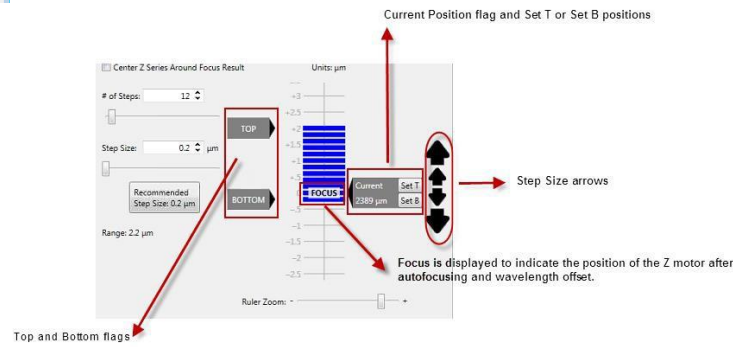 Current Position flag and Set T or Set B positions
Center Z Series Around Focus Result
Units: µm
# of Steps: 12
+3
+2.5
TOP
+2
+1.5
Step Size: 0.2 µm
+1
Step Size arrows
Current Set T
Recommended
Step Size: 0.2 µm
BOTTOM
FOCUS
2389 µm Set B
-.5
Range: 2.2 µm
-1
-1.5
-2
Focus is displayed to indicate the position of the Z motor after
autofocusing and wavelength offset.
-2.5
Ruler Zoom: - +
Top and Bottom flags